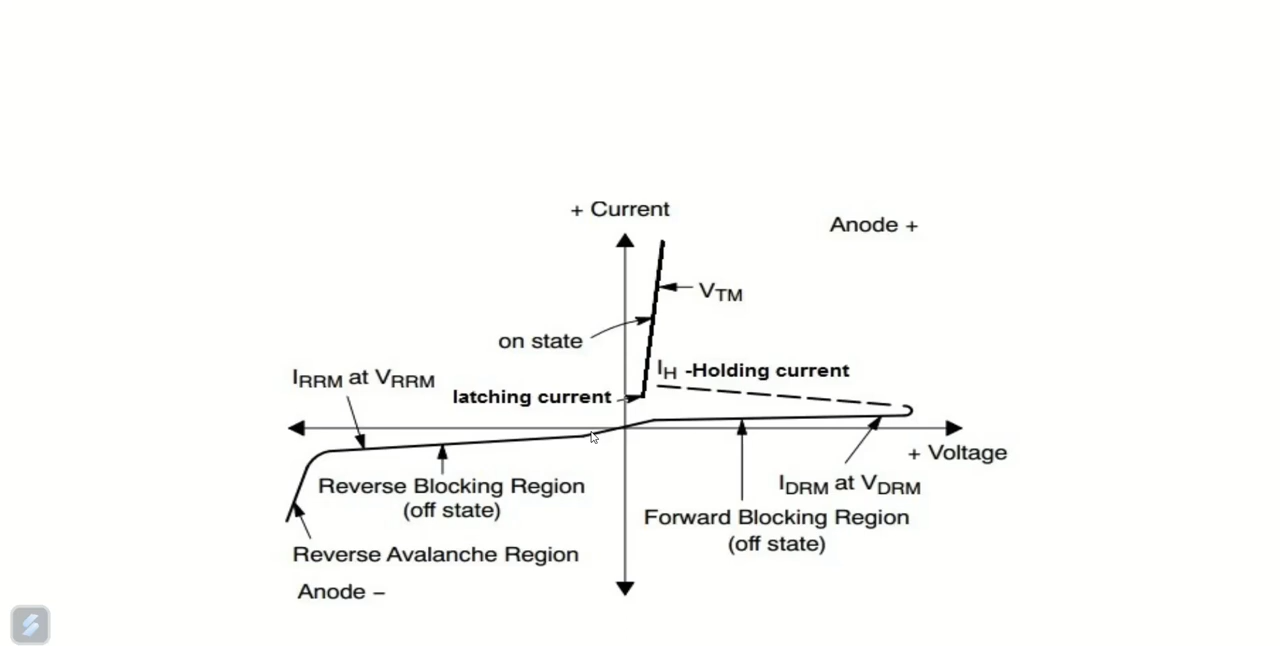 + Current
Anode +
VTM
on state
IH -Holding current
IRRM at VRRM
latching current
+ Voltage
IDRM at VDRM
Reverse Blocking Region
(off state)
Forward Blocking Region
(off state)
Reverse Avalanche Region
Anode −